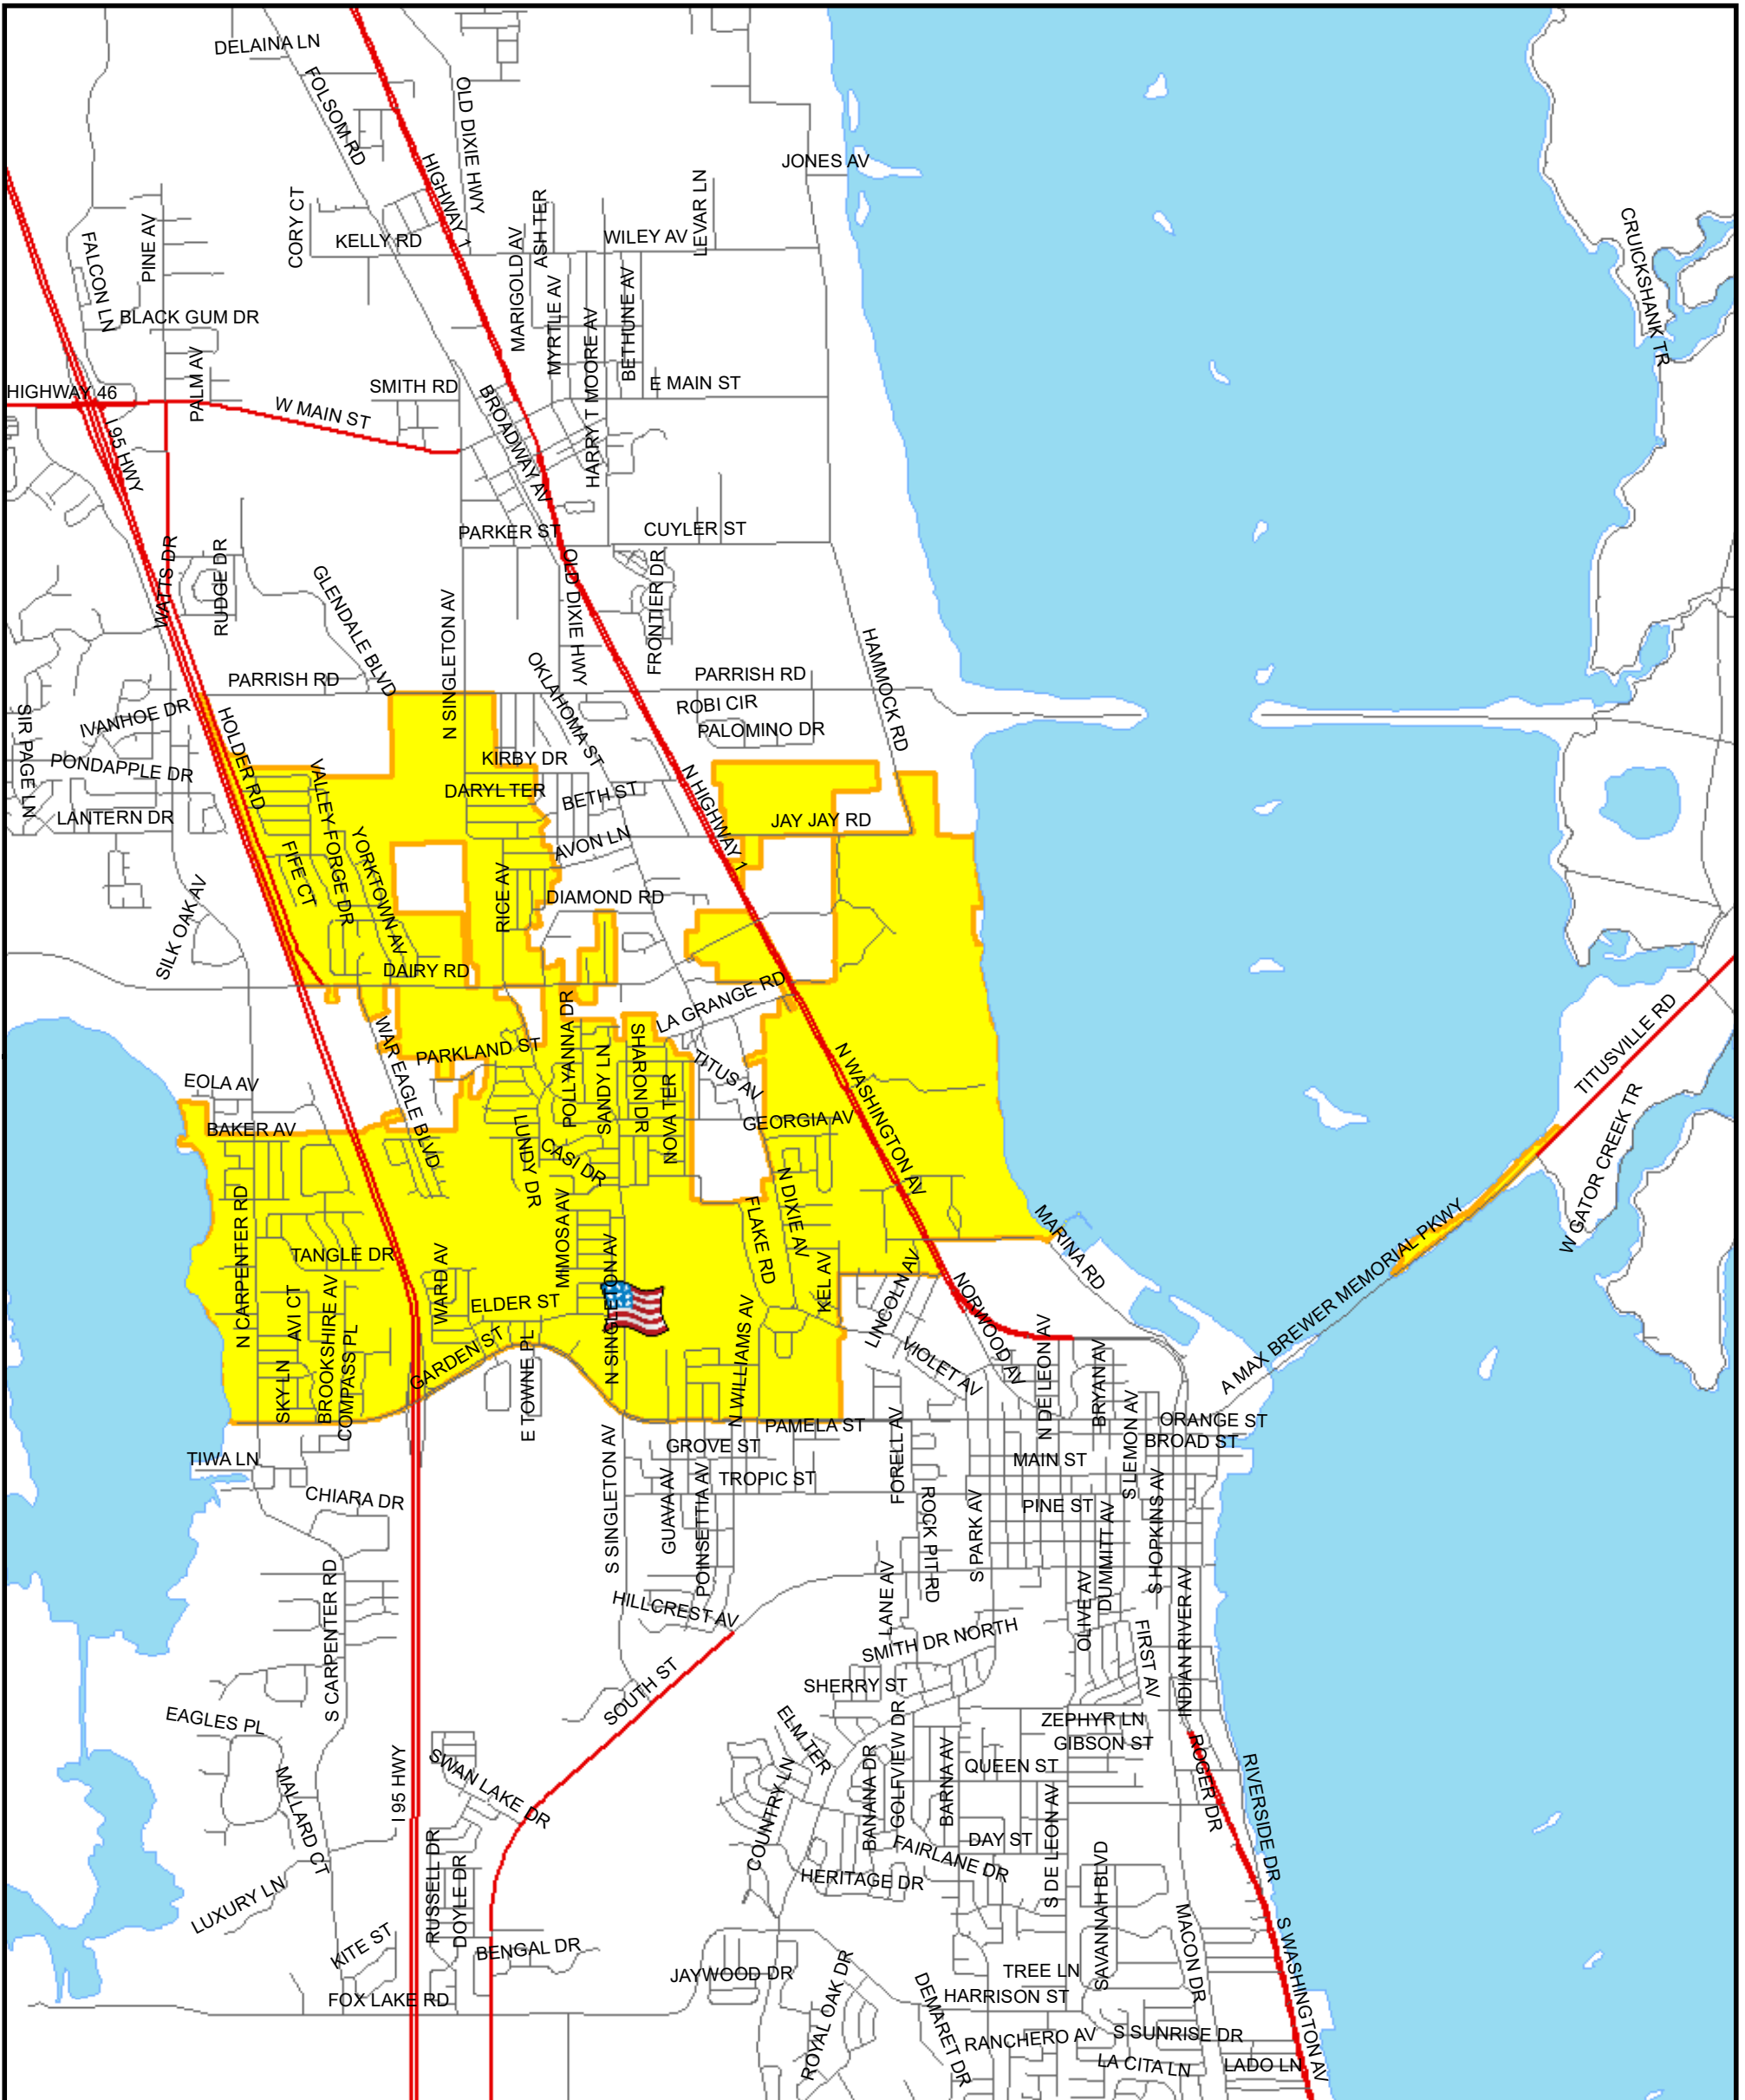 DELAINA LN
FOLSOM RD
OLD DIXIE HWY
HIGHWAY 1
JONES AV
CORY CT
KELLY RD
MARIGOLD AV
ASH TER
WILEY AV
LEVAR LN
CRUICKSHANK TR
FALCON LN
PINE AV
BLACK GUM DR
MYRTLE AV
HARRY T MOORE AV
BETHUNE AV
PALM AV
HIGHWAY 46
SMITH RD
W MAIN ST
E MAIN ST
BROADWAY AV
I 95 HWY
PARKER ST
CUYLER ST
WATTS DR
RUDGE DR
GLENDALE BLVD
N SINGLETON AV
OLD DIXIE HWY
FRONTIER DR
HAMMOCK RD
PARRISH RD
OKLAHOMA ST
PARRISH RD
SIR PAGE LN
IVANHOE DR
HOLDER RD
ROBI CIR
PALOMINO DR
PONDAPPLE DR
VALLEY FORGE DR
KIRBY DR
DARYL TER
BETH ST
N HIGHWAY 1
LANTERN DR
JAY JAY RD
YORKTOWN AV
AVON LN
FIFE CT
RICE AV
DIAMOND RD
SILK OAK AV
DAIRY RD
LA GRANGE RD
TITUSVILLE RD
WAR EAGLE BLVD
PARKLAND ST
POLLYANNA DR
SANDY LN
SHARON DR
NOVA TER
TITUS AV
N WASHINGTON AV
EOLA AV
BAKER AV
GEORGIA AV
W GATOR CREEK TR
LUNDY DR
CASI DR
N CARPENTER RD
TANGLE DR
MIMOSA AV
FLAKE RD
N DIXIE AV
MARINA RD
A MAX BREWER MEMORIAL PKWY
AVI CT
BROOKSHIRE AV
WARD AV
ELDER ST
N SINGLETON AV
KEL AV
LINCOLN AV
NORWOOD AV
SKY LN
COMPASS PL
GARDEN ST
E TOWNE PL
N WILLIAMS AV
VIOLET AV
N DE LEON AV
BRYAN AV
PAMELA ST
ORANGE ST
BROAD ST
TIWA LN
GROVE ST
FORELL AV
MAIN ST
S LEMON AV
CHIARA DR
S SINGLETON AV
GUAVA AV
POINSETTIA AV
TROPIC ST
ROCK PIT RD
S PARK AV
PINE ST
DUMMITT AV
S HOPKINS AV
S CARPENTER RD
HILLCREST AV
LANE AV
OLIVE AV
INDIAN RIVER AV
FIRST AV
SMITH DR NORTH
SOUTH ST
SHERRY ST
EAGLES PL
ELM TER
GOLFVIEW DR
ZEPHYR LN
GIBSON ST
ROGER DR
RIVERSIDE DR
MALLARD CT
I 95 HWY
SWAN LAKE DR
COUNTRY LN
BANANA DR
BARNA AV
QUEEN ST
S DE LEON AV
DAY ST
FAIRLANE DR
HERITAGE DR
LUXURY LN
RUSSELL DR
DOYLE DR
SAVANNAH BLVD
MACON DR
S WASHINGTON AV
KITE ST
BENGAL DR
JAYWOOD DR
ROYAL OAK DR
TREE LN
FOX LAKE RD
DEMARET DR
HARRISON ST
RANCHERO AV
S SUNRISE DR
LA CITA LN
LADO LN